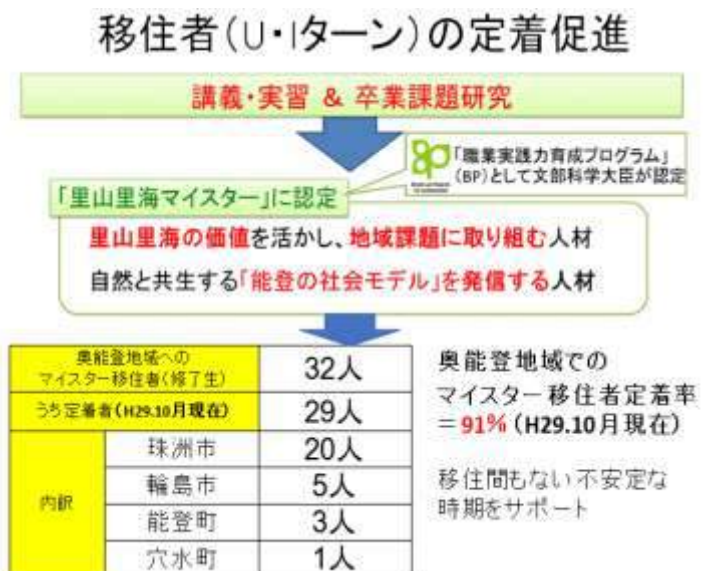 移住者(U・Iターン)の定着促進
講義・実習 & 卒業課題研究
「職業実践力育成プログラム」
(BP)として文部科学大臣が認定
「里山里海マイスター」に認定
里山里海の価値を活かし、地域課題に取り組む人材
自然と共生する「能登の社会モデル」を発信する人材
奥能登地域への
マイスター移住者(修了生)
32人
うち定着者(H29.10月現在)
29人
内訳
珠洲市
20人
輪島市
5人
能登町
3人
穴水町
1人
奥能登地域での
マイスター移住者定着率
=91%(H29.10月現在)
移住間もない不安定な
時期をサポート